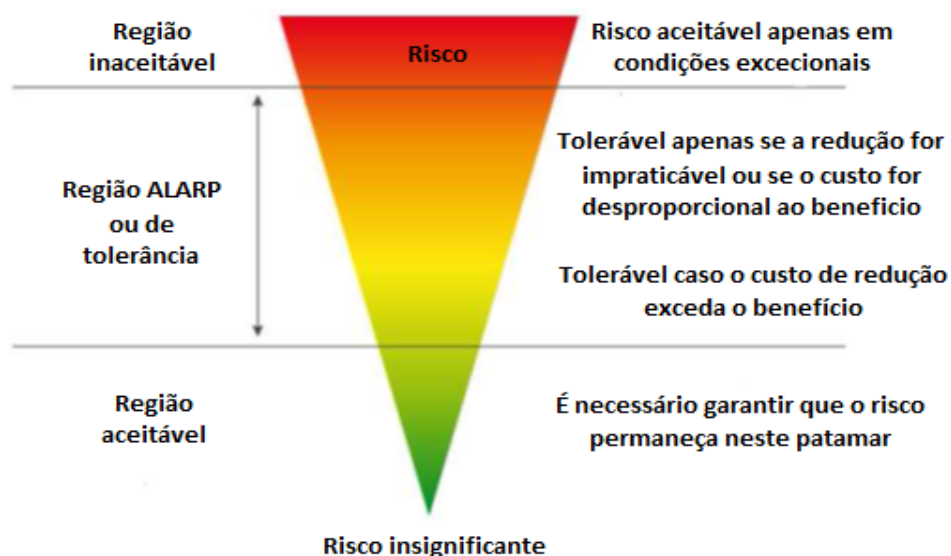 Região
inaceitável
Risco
Risco aceitável apenas em
condições excecionais
Região ALARP
ou de
tolerância
Tolerável apenas se a redução for
impraticável ou se o custo for
desproporcional ao beneficio
Tolerável caso o custo de redução
exceda o benefício
Região
aceitável
É necessário garantir que o risco
permaneça neste patamar
Risco insignificante